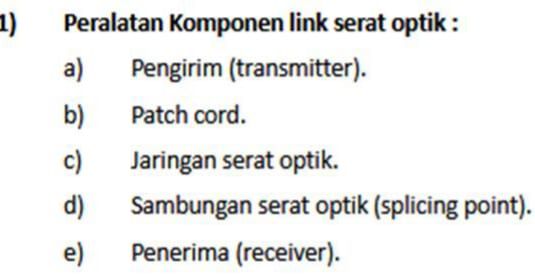 1) Peralatan Komponen link serat optik :
a) Pengirim (transmitter).
b) Patch cord.
c) Jaringan serat optik.
d) Sambungan serat optik (splicing point).
e) Penerima (receiver).